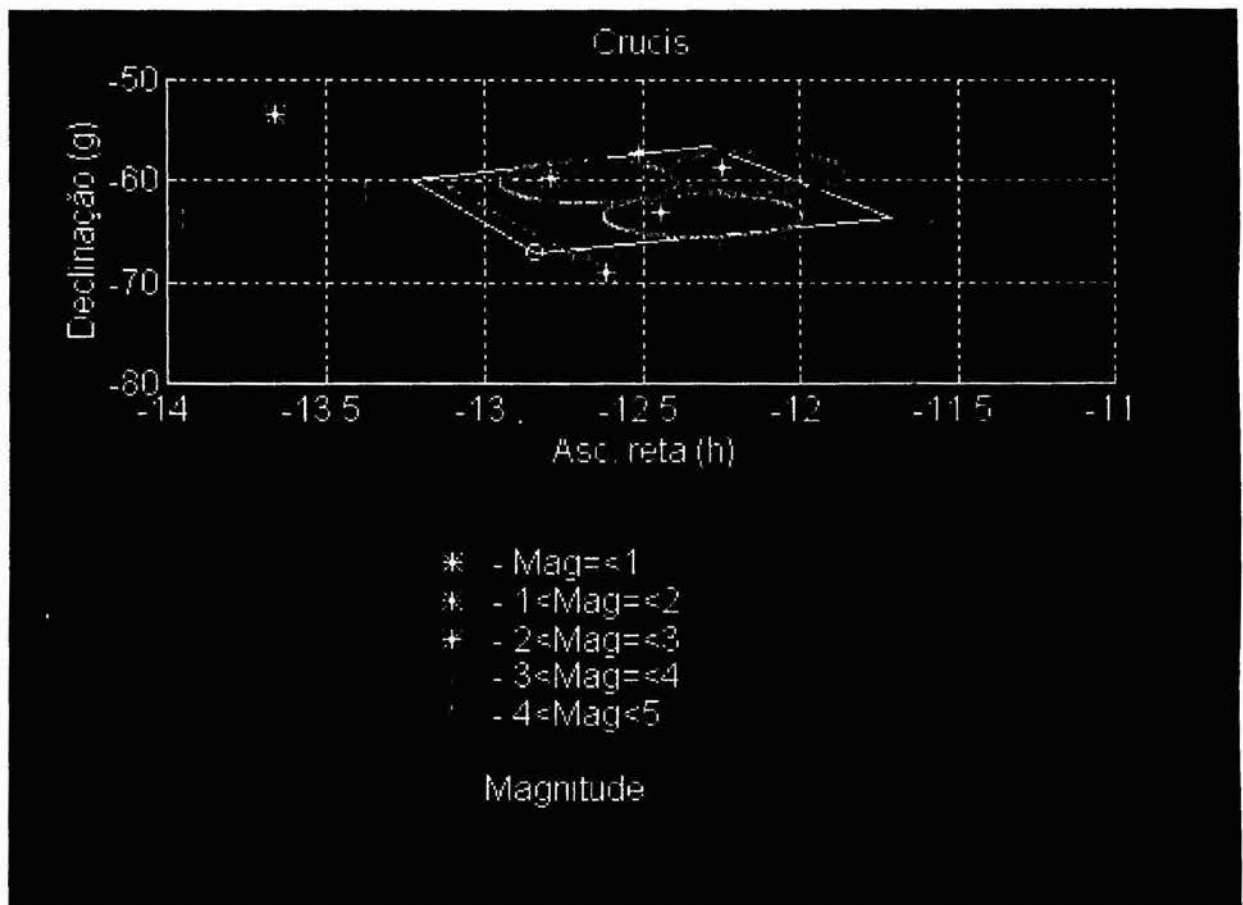 Crucis
-50
-60
-70
-80
Declinação (g)
-14 -13.5 -13 -12.5 -12 -11.5 -11
Asc. reta (h)
- Mag=<1
- 1<Mag=<2
- 2<Mag=<3
- 3<Mag=<4
- 4<Mag<5
Magnitude